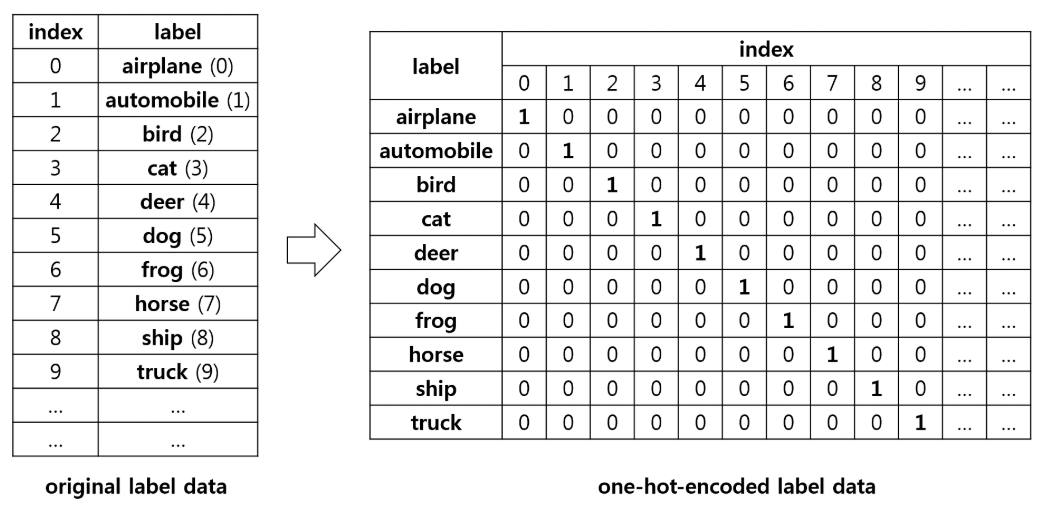 index label
0 airplane (0)
1 automobile (1)
2 bird (2)
3 cat (3)
4 deer (4)
5 dog (5)
6 frog (6)
7 horse (7)
8 ship (8)
9 truck (9)
... ...
... ...
original label data
label index
0 1 2 3 4 5 6 7 8 9 ... ...
airplane 1 0 0 0 0 0 0 0 0 0 ... ...
automobile 0 1 0 0 0 0 0 0 0 0 ... ...
bird 0 0 1 0 0 0 0 0 0 0 ... ...
cat 0 0 0 1 0 0 0 0 0 0 ... ...
deer 0 0 0 0 1 0 0 0 0 0 ... ...
dog 0 0 0 0 0 1 0 0 0 0 ... ...
frog 0 0 0 0 0 0 1 0 0 0 ... ...
horse 0 0 0 0 0 0 0 1 0 0 ... ...
ship 0 0 0 0 0 0 0 0 1 0 ... ...
truck 0 0 0 0 0 0 0 0 0 1 ... ...
one-hot-encoded label data